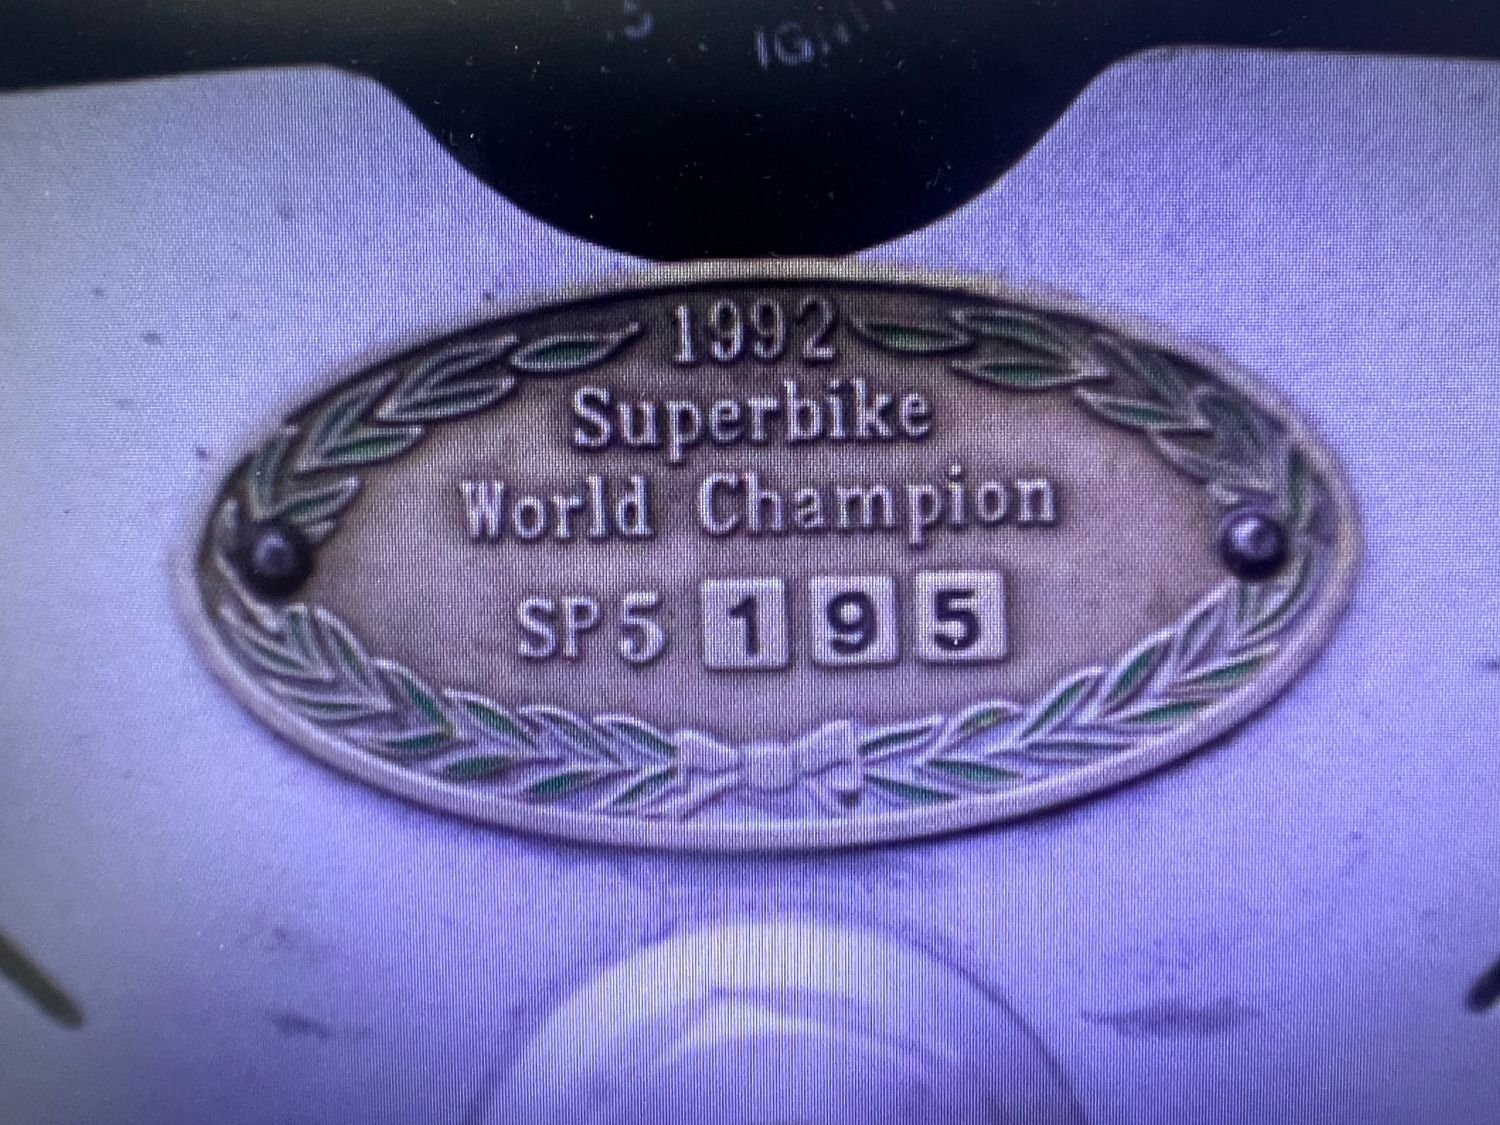 1992
Superbike
World Champion
SP5 195